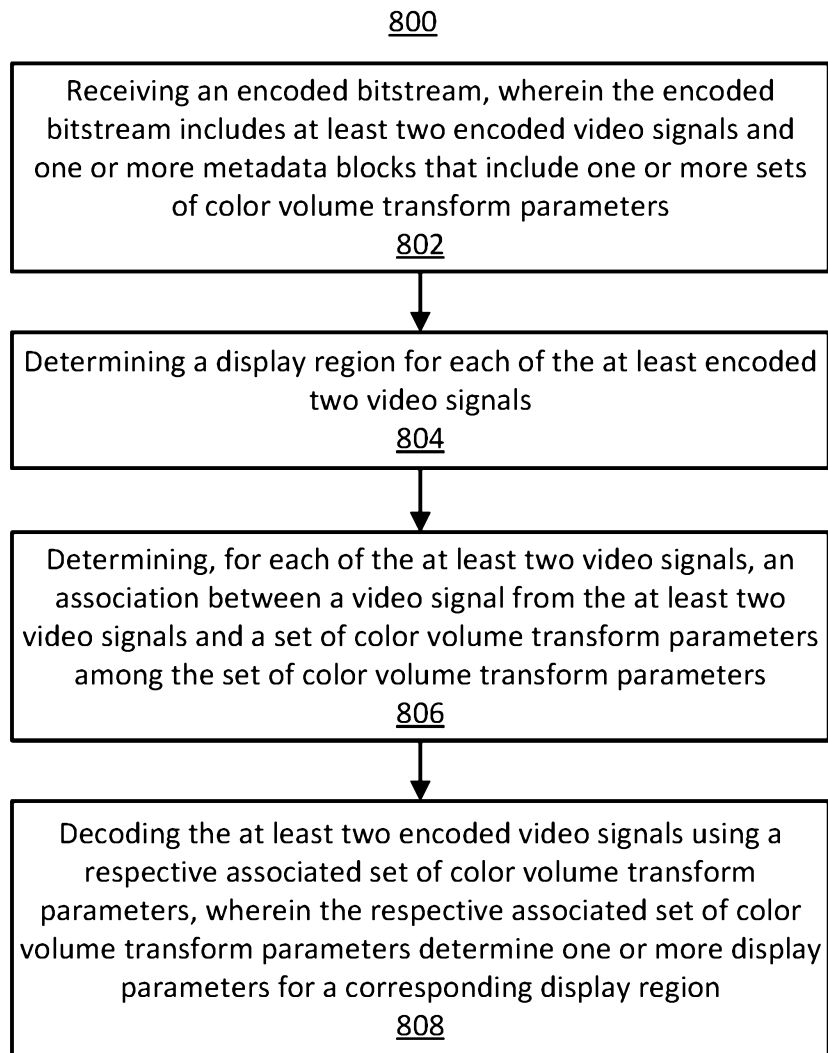 800
Receiving an encoded bitstream, wherein the encoded
bitstream includes at least two encoded video signals and
one or more metadata blocks that include one or more sets
of color volume transform parameters
802
Determining a display region for each of the at least encoded
two video signals
804
Determining, for each of the at least two video signals, an
association between a video signal from the at least two
video signals and a set of color volume transform parameters
among the set of color volume transform parameters
806
Decoding the at least two encoded video signals using a
respective associated set of color volume transform
parameters, wherein the respective associated set of color
volume transform parameters determine one or more display
parameters for a corresponding display region
808